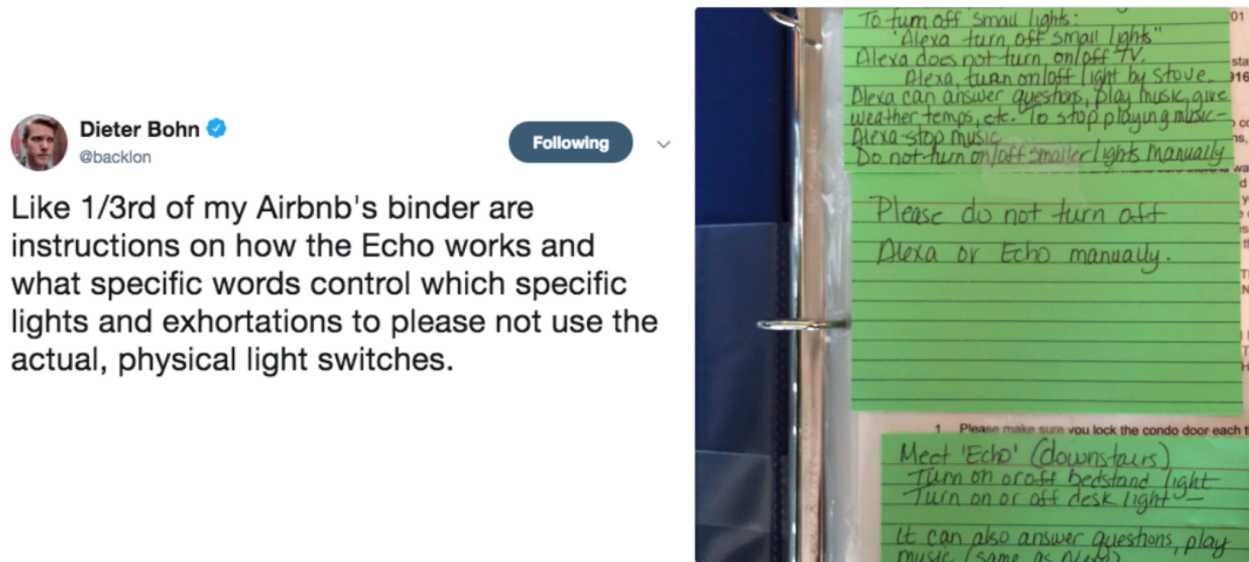 Dieter Bohn
@backlon
Following
Like 1/3rd of my Airbnb's binder are
instructions on how the Echo works and
what specific words control which specific
lights and exhortations to please not use the
actual, physical light switches.
To turn off small lights:
"Alexa turn off small lights"
Alexa does not turn on/off TV.
Alexa, turn on/off light by stove.
Alexa can answer questions, play music, give
weather temps, etc. To stop playing music-
Alexa stop music
Do not turn on/off smaller lights manually
Please do not turn off
Alexa or Echo manually.
1 Please make sure you lock the condo door each
Meet 'Echo' (downstairs)
Turn on or off bedstand light
Turn on or off desk light —
It can also answer questions, play
music (same as Alexa)
01
916